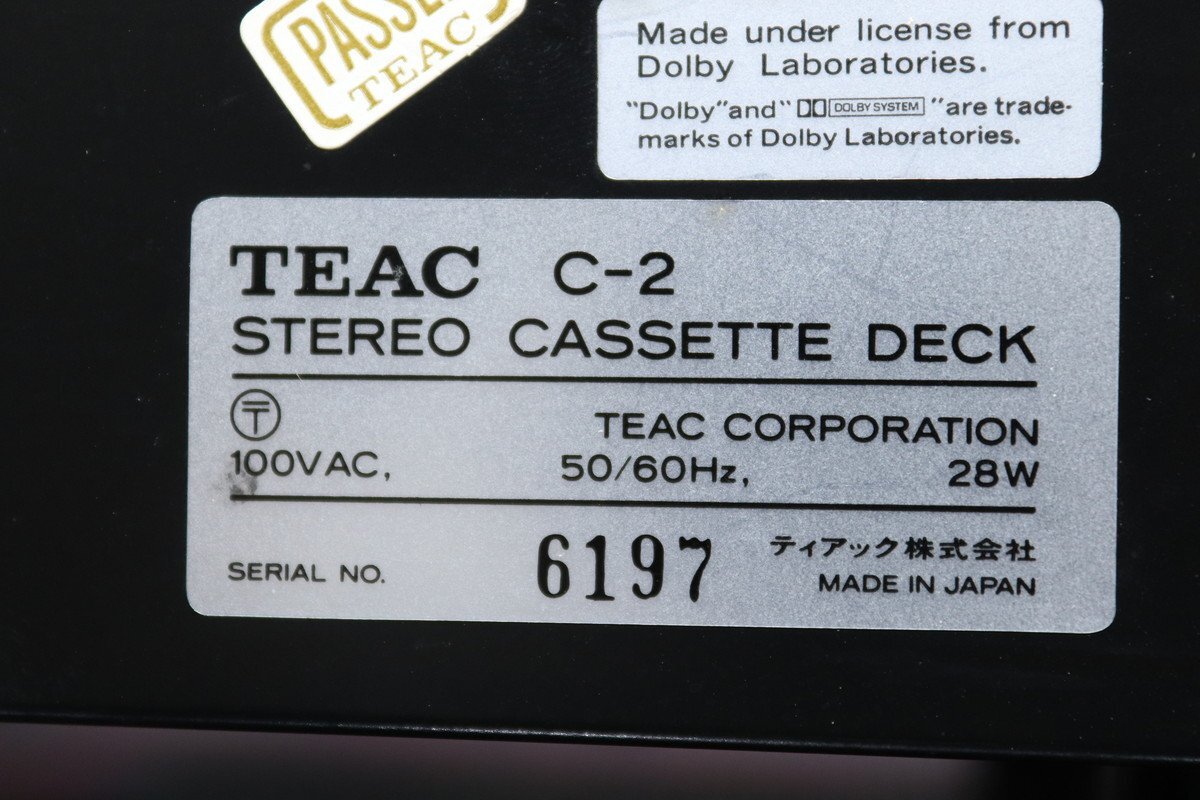 TEAC
Made under license from
Dolby Laboratories.
"Dolby"and" DOLBY SYSTEM "are trade-
marks of Dolby Laboratories.
TEAC C-2
STEREO CASSETTE DECK
〒
TEAC CORPORATION
100VAC, 50/60Hz, 28W
SERIAL NO. 6197 ティアック株式会社
MADE IN JAPAN